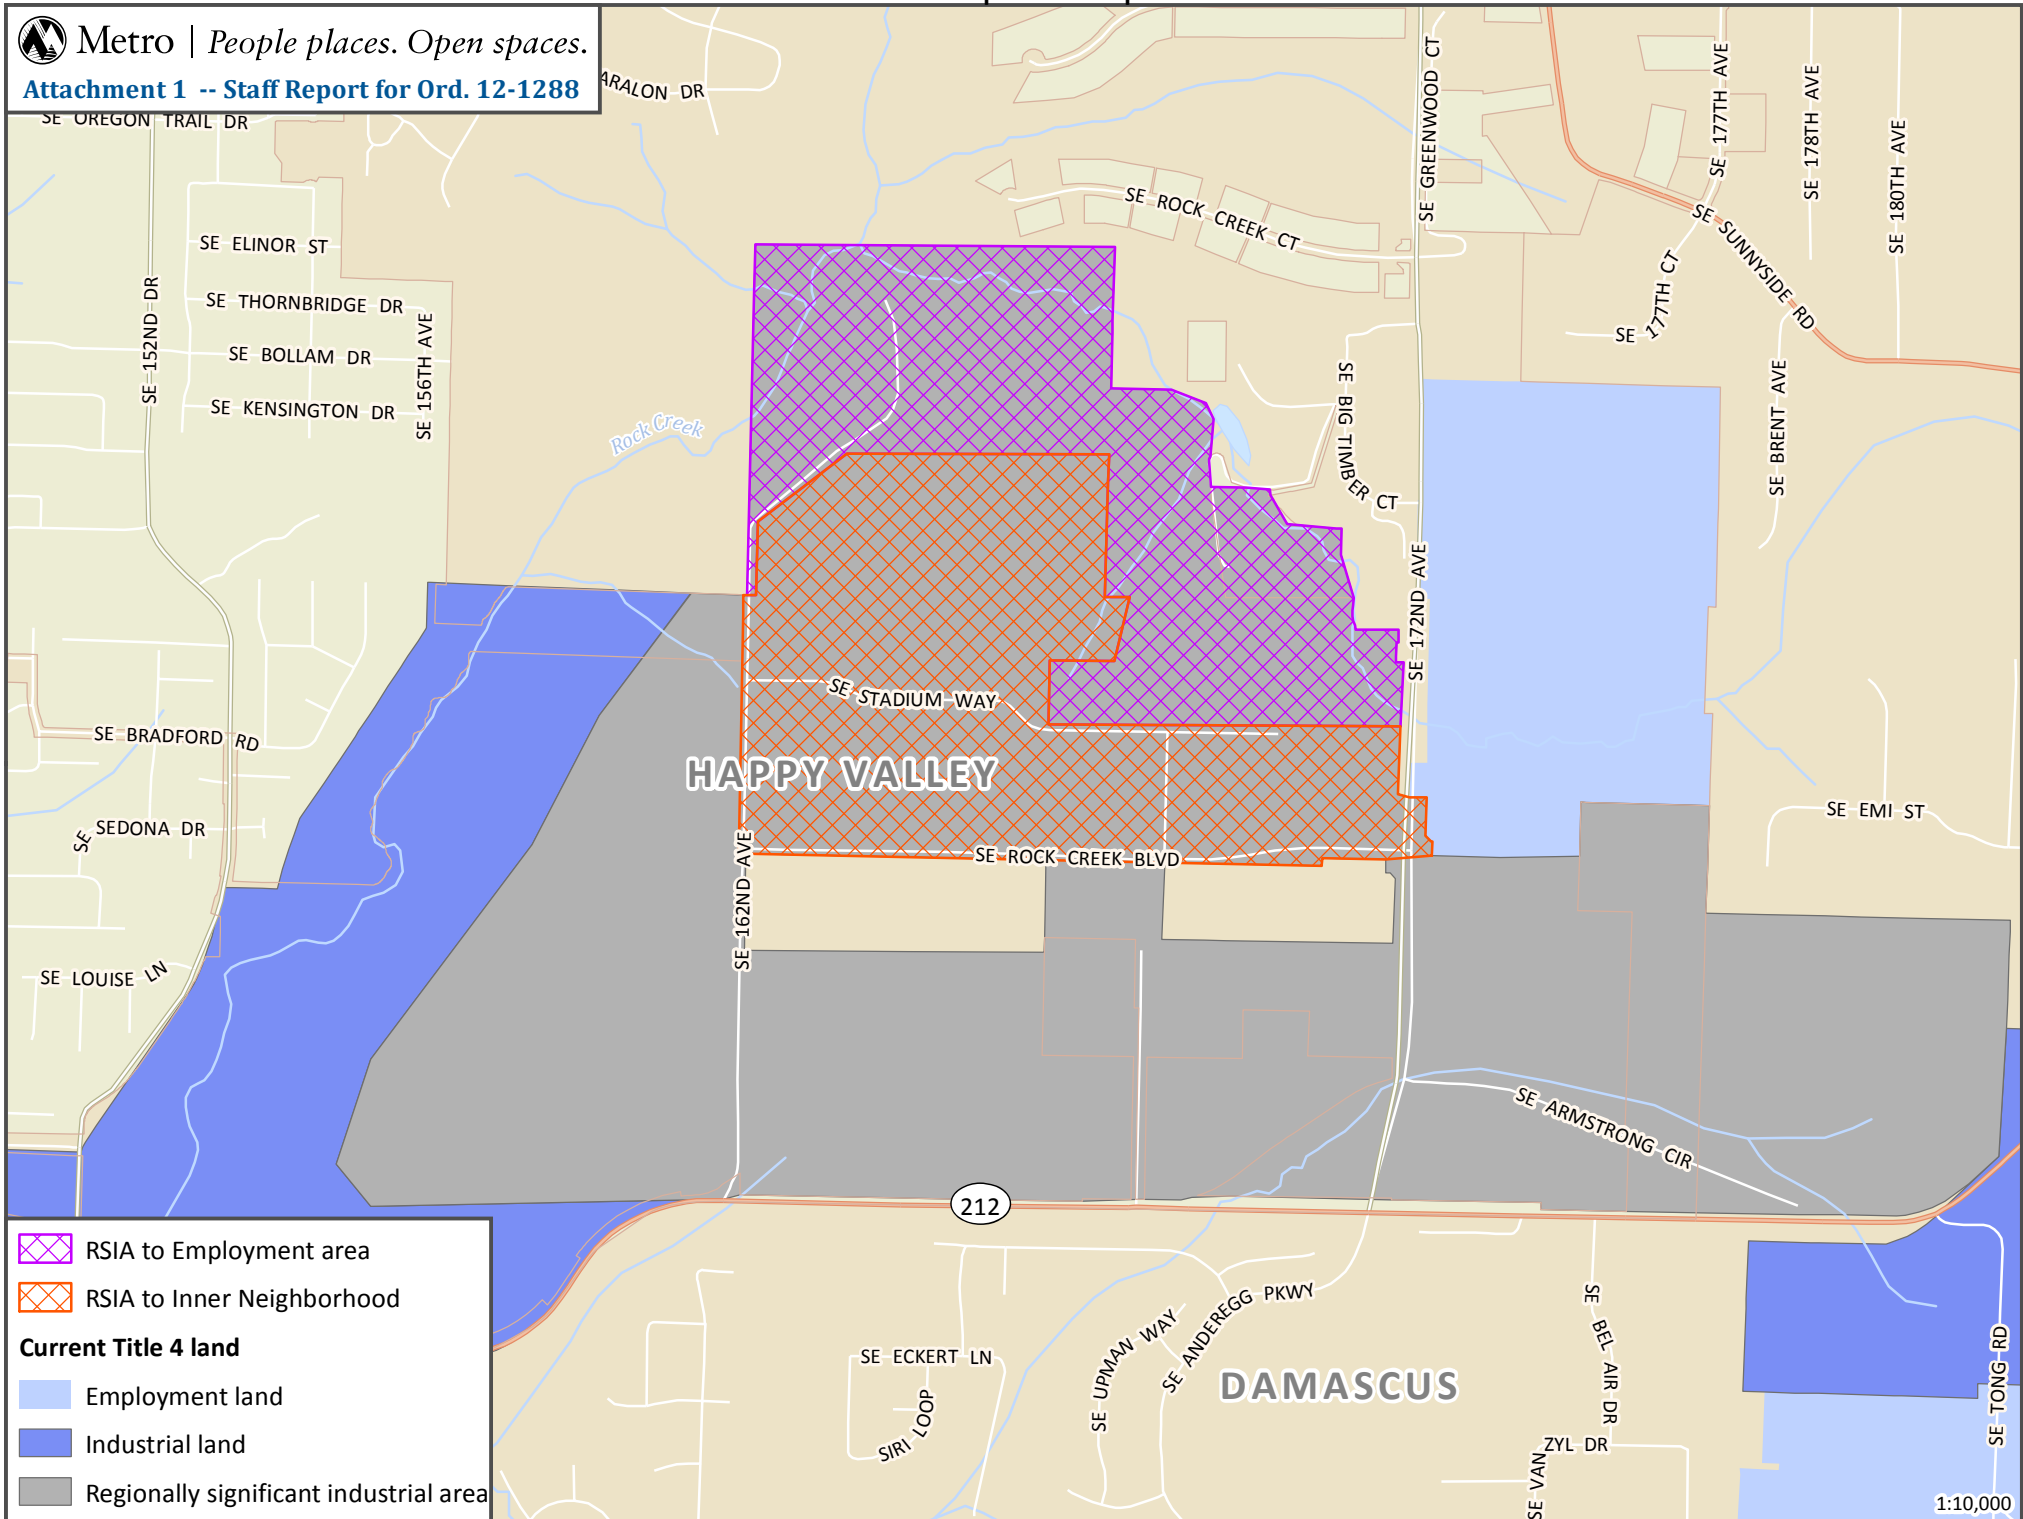 Metro | People places. Open spaces.
Attachment 1 -- Staff Report for Ord. 12-1288
ARALON DR
SE OREGON TRAIL DR
SE ELINOR ST
SE THORNBRIDGE DR
SE BOLLAM DR
SE KENSINGTON DR
SE 152ND DR
SE 156TH AVE
Rock Creek
SE ROCK CREEK CT
SE GREENWOOD CT
SE 177TH AVE
SE 178TH AVE
SE 180TH AVE
SE SUNNYSIDE RD
SE 177TH CT
SE BIG TIMBER CT
SE BRENT AVE
SE 172ND AVE
SE STADIUM WAY
HAPPY VALLEY
SE BRADFORD RD
SE SEDONA DR
SE EMI ST
SE ROCK CREEK BLVD
SE 162ND AVE
SE LOUISE LN
SE ARMSTRONG CIR
212
SE ANDEREGG PKWY
SE UPMAN WAY
SE ECKERT LN
SIRI LOOP
DAMASCUS
SE BEL AIR DR
SE VAN ZYL DR
SE TONG RD
RSIA to Employment area
RSIA to Inner Neighborhood
Current Title 4 land
Employment land
Industrial land
Regionally significant industrial area
1:10,000